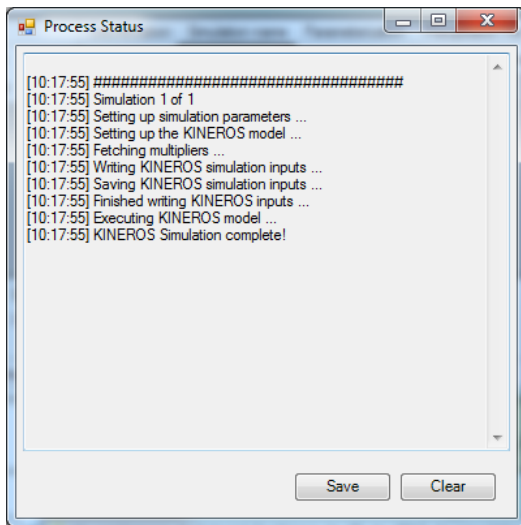 Process Status
[10:17:55] ##################################
[10:17:55] Simulation 1 of 1
[10:17:55] Setting up simulation parameters ...
[10:17:55] Setting up the KINEROS model ...
[10:17:55] Fetching multipliers ...
[10:17:55] Writing KINEROS simulation inputs ...
[10:17:55] Saving KINEROS simulation inputs ...
[10:17:55] Finished writing KINEROS inputs ...
[10:17:55] Executing KINEROS model ...
[10:17:55] KINEROS Simulation complete!
Save Clear